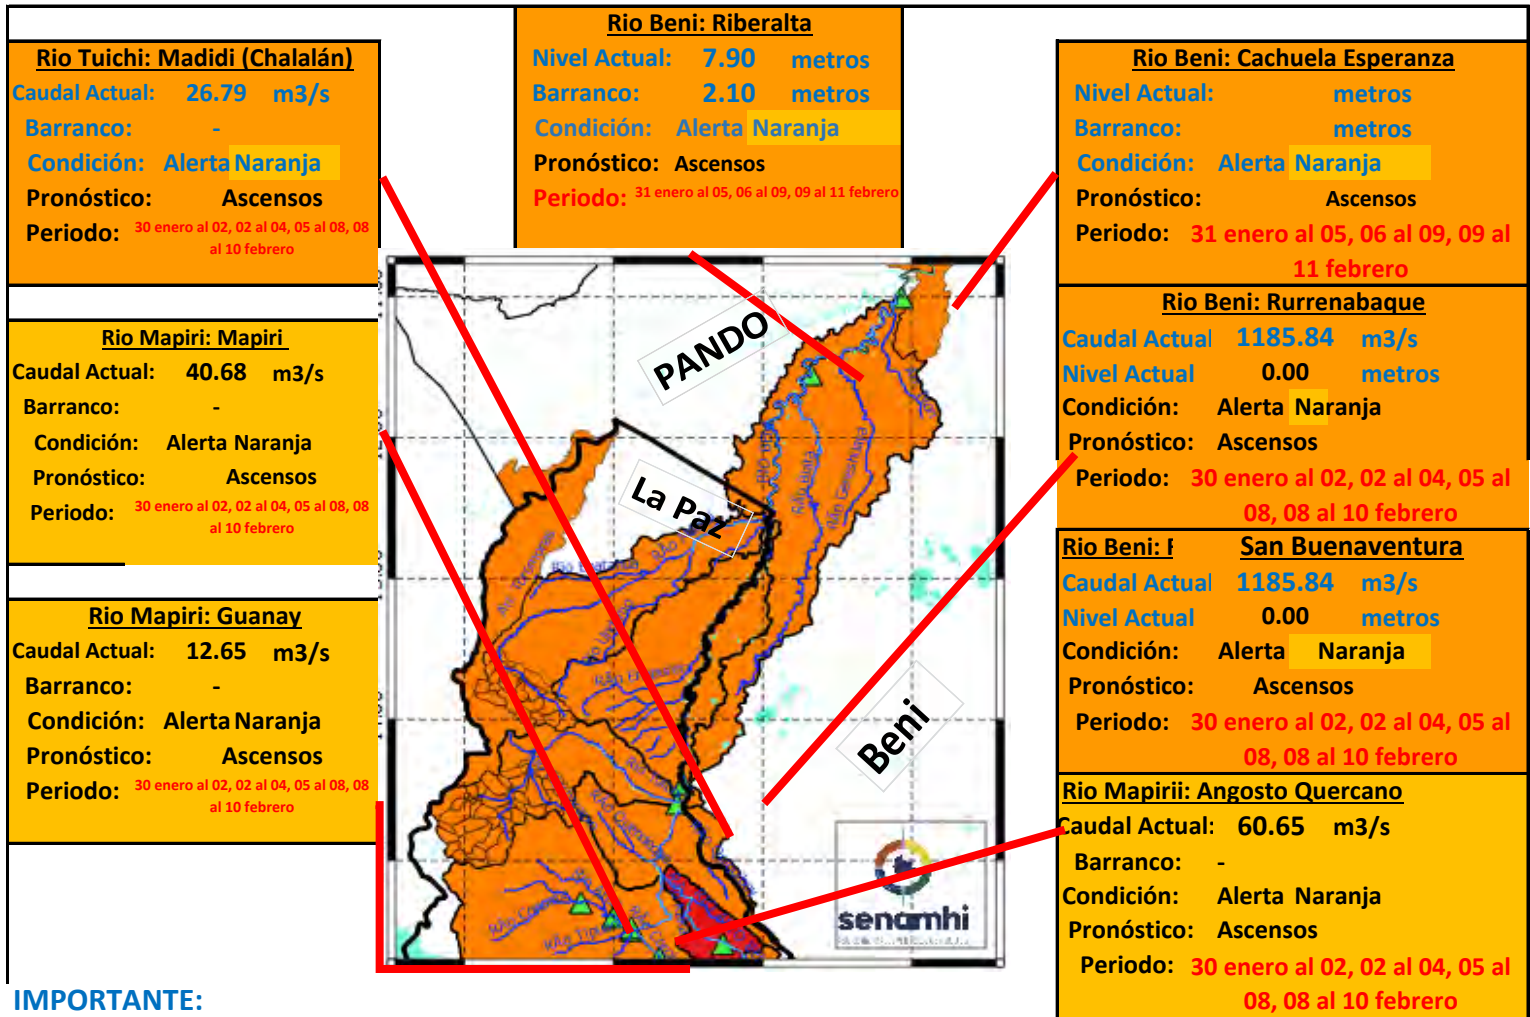 Rio Tuichi: Madidi (Chalalán)
Caudal Actual: 26.79 m3/s
Barranco: -
Condición: Alerta Naranja
Pronóstico: Ascensos
Periodo: 30 enero al 02, 02 al 04, 05 al 08, 08
al 10 febrero
Rio Mapiri: Mapiri
Caudal Actual: 40.68 m3/s
Barranco: -
Condición: Alerta Naranja
Pronóstico: Ascensos
Periodo: 30 enero al 02, 02 al 04, 05 al 08, 08
al 10 febrero
Rio Mapiri: Guanay
Caudal Actual: 12.65 m3/s
Barranco: -
Condición: Alerta Naranja
Pronóstico: Ascensos
Periodo: 30 enero al 02, 02 al 04, 05 al 08, 08
al 10 febrero
Rio Beni: Riberalta
Nivel Actual: 7.90 metros
Barranco: 2.10 metros
Condición: Alerta Naranja
Pronóstico: Ascensos
Periodo: 31 enero al 05, 06 al 09, 09 al 11 febrero
PANDO
La Paz
Beni
senamhi
Rio Beni: Cachuela Esperanza
Nivel Actual: metros
Barranco: metros
Condición: Alerta Naranja
Pronóstico: Ascensos
Periodo: 31 enero al 05, 06 al 09, 09 al
11 febrero
Rio Beni: Rurrenabaque
Caudal Actual 1185.84 m3/s
Nivel Actual 0.00 metros
Condición: Alerta Naranja
Pronóstico: Ascensos
Periodo: 30 enero al 02, 02 al 04, 05 al
08, 08 al 10 febrero
Rio Beni: San Buenaventura
Caudal Actual 1185.84 m3/s
Nivel Actual 0.00 metros
Condición: Alerta Naranja
Pronóstico: Ascensos
Periodo: 30 enero al 02, 02 al 04, 05 al
08, 08 al 10 febrero
Rio Mapirii: Angosto Quercano
Caudal Actual: 60.65 m3/s
Barranco: -
Condición: Alerta Naranja
Pronóstico: Ascensos
Periodo: 30 enero al 02, 02 al 04, 05 al
08, 08 al 10 febrero
IMPORTANTE: